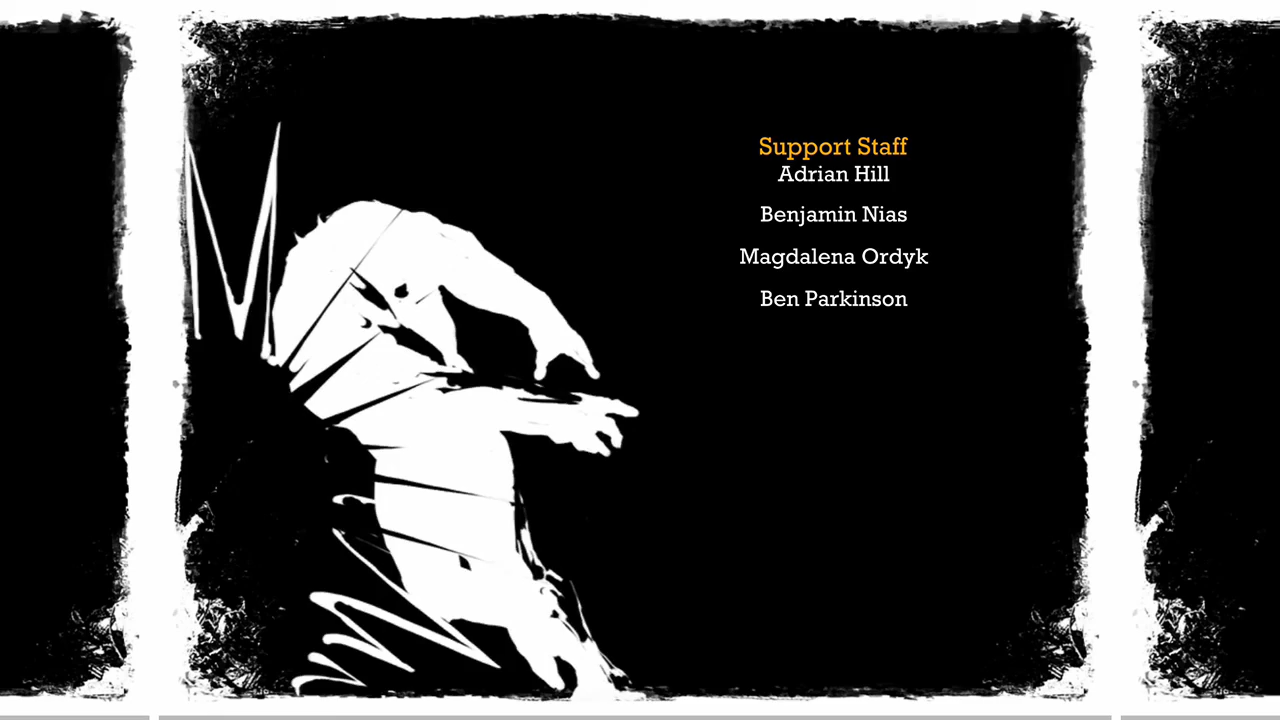 Support Staff
Adrian Hill
Benjamin Nias
Magdalena Ordyk
Ben Parkinson